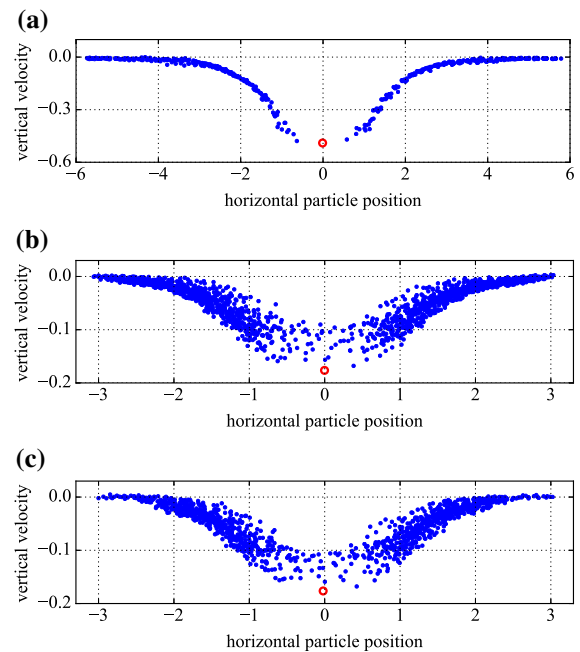 (a)
vertical velocity
0.0
−0.3
−0.6
−6 −4 −2 0 2 4 6
horizontal particle position
(b)
vertical velocity
0.0
−0.1
−0.2
−3 −2 −1 0 1 2 3
horizontal particle position
(c)
vertical velocity
0.0
−0.1
−0.2
−3 −2 −1 0 1 2 3
horizontal particle position